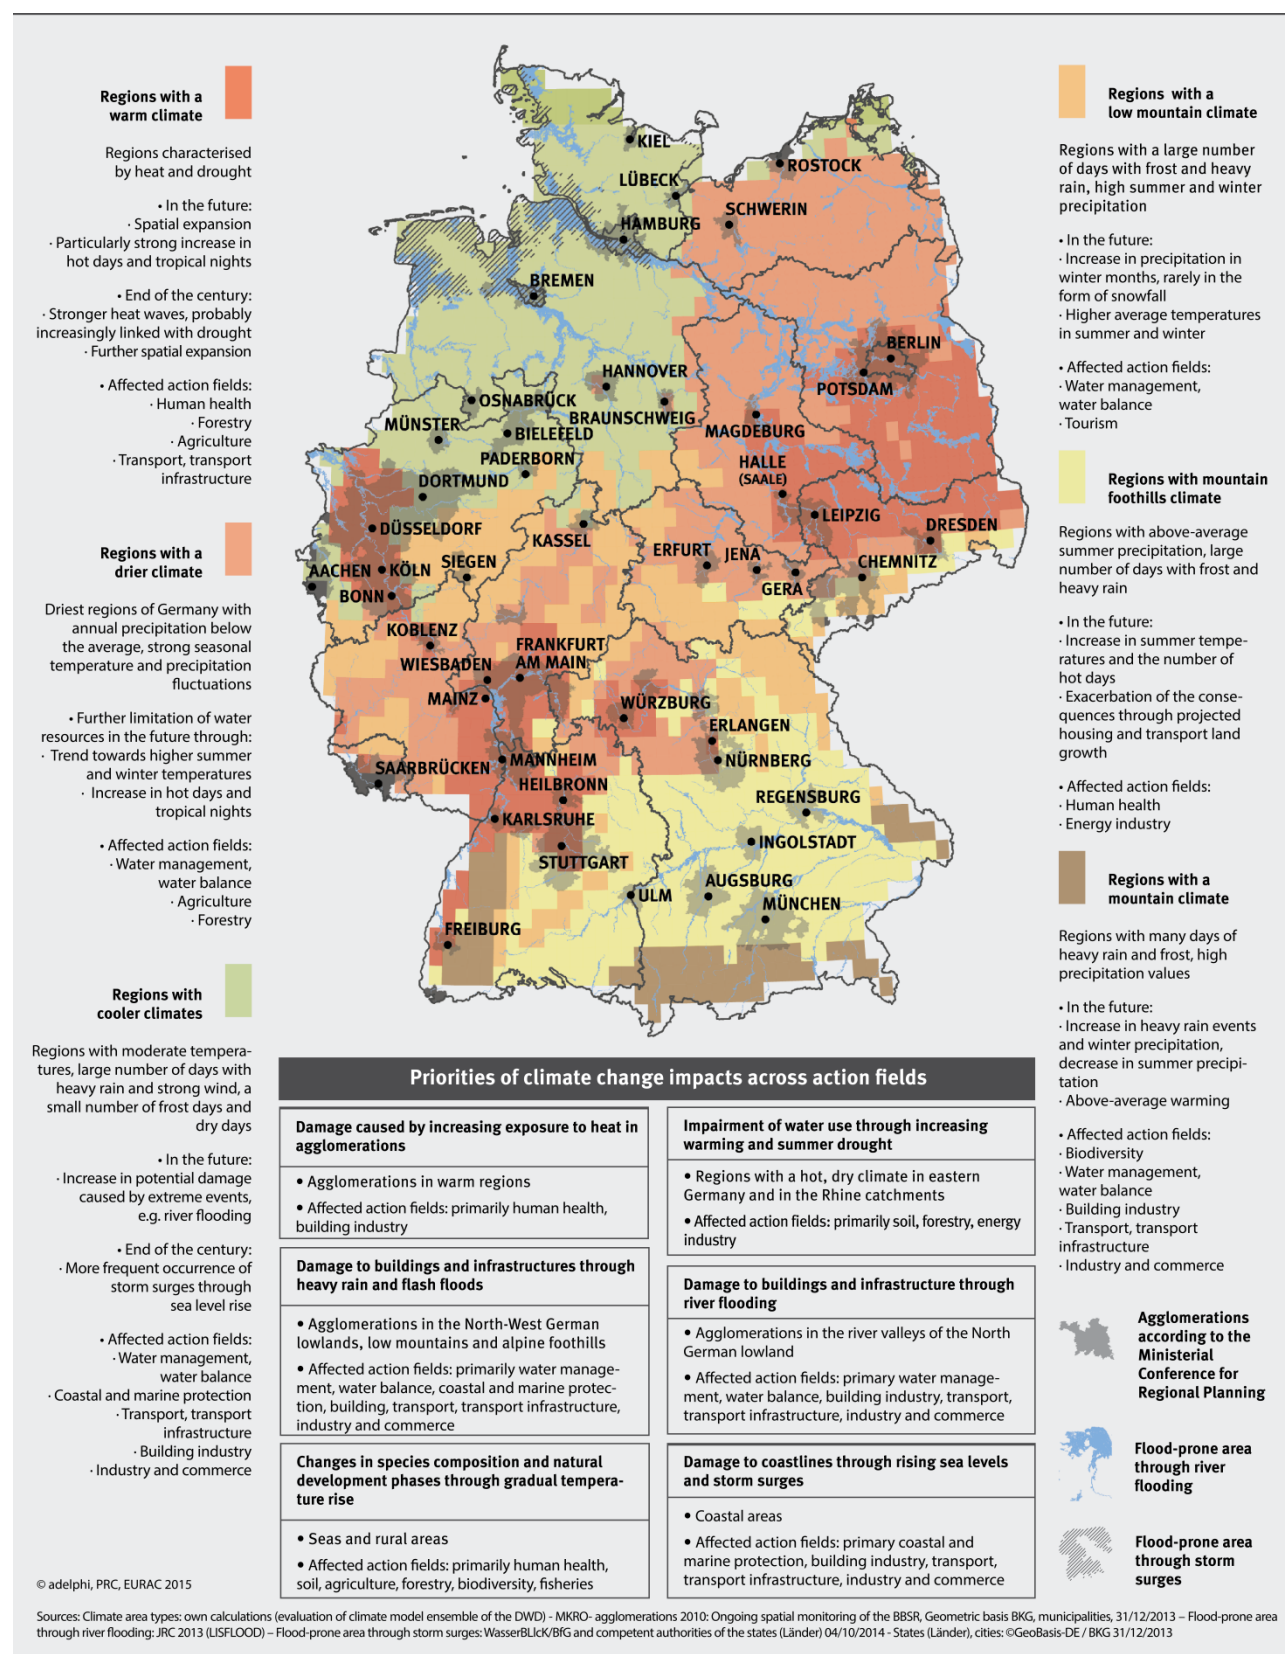 Regions with a
warm climate
Regions characterised
by heat and drought
• In the future:
· Spatial expansion
· Particularly strong increase in
hot days and tropical nights
• End of the century:
· Stronger heat waves, probably
increasingly linked with drought
· Further spatial expansion
• Affected action fields:
· Human health
· Forestry
· Agriculture
· Transport, transport
infrastructure
Regions with a
drier climate
Driest regions of Germany with
annual precipitation below
the average, strong seasonal
temperature and precipitation
fluctuations
• Further limitation of water
resources in the future through:
· Trend towards higher summer
and winter temperatures
· Increase in hot days and
tropical nights
• Affected action fields:
· Water management,
water balance
· Agriculture
· Forestry
Regions with
cooler climates
Regions with moderate tempera-
tures, large number of days with
heavy rain and strong wind, a
small number of frost days and
dry days
• In the future:
· Increase in potential damage
caused by extreme events,
e.g. river flooding
• End of the century:
· More frequent occurrence of
storm surges through
sea level rise
• Affected action fields:
· Water management,
water balance
· Coastal and marine protection
· Transport, transport
infrastructure
· Building industry
· Industry and commerce
© adelphi, PRC, EURAC 2015
KIEL
ROSTOCK
LÜBECK
SCHWERIN
HAMBURG
BREMEN
BERLIN
HANNOVER
POTSDAM
OSNABRÜCK
BRAUNSCHWEIG
MÜNSTER
BIELEFELD
MAGDEBURG
PADERBORN
HALLE
(SAALE)
DORTMUND
LEIPZIG
DÜSSELDORF
DRESDEN
KASSEL
ERFURT
JENA
SIEGEN
CHEMNITZ
AACHEN
KÖLN
GERA
BONN
KOBLENZ
FRANKFURT
AM MAIN
WIESBADEN
MAINZ
WÜRZBURG
ERLANGEN
MANNHEIM
NÜRNBERG
SAARBRÜCKEN
HEILBRONN
REGENSBURG
KARLSRUHE
INGOLSTADT
STUTTGART
AUGSBURG
ULM
MÜNCHEN
FREIBURG
Regions with a
low mountain climate
Regions with a large number
of days with frost and heavy
rain, high summer and winter
precipitation
• In the future:
· Increase in precipitation in
winter months, rarely in the
form of snowfall
· Higher average temperatures
in summer and winter
• Affected action fields:
· Water management,
water balance
· Tourism
Regions with mountain
foothills climate
Regions with above-average
summer precipitation, large
number of days with frost and
heavy rain
• In the future:
· Increase in summer tempe-
ratures and the number of
hot days
· Exacerbation of the conse-
quences through projected
housing and transport land
growth
• Affected action fields:
· Human health
· Energy industry
Regions with a
mountain climate
Regions with many days of
heavy rain and frost, high
precipitation values
• In the future:
· Increase in heavy rain events
and winter precipitation,
decrease in summer precipi-
tation
· Above-average warming
• Affected action fields:
· Biodiversity
· Water management,
water balance
· Building industry
· Transport, transport
infrastructure
· Industry and commerce
Agglomerations
according to the
Ministerial
Conference for
Regional Planning
Flood-prone area
through river
flooding
Flood-prone area
through storm
surges
Priorities of climate change impacts across action fields
Damage caused by increasing exposure to heat in
agglomerations
• Agglomerations in warm regions
• Affected action fields: primarily human health,
building industry
Impairment of water use through increasing
warming and summer drought
• Regions with a hot, dry climate in eastern
Germany and in the Rhine catchments
• Affected action fields: primarily soil, forestry, energy
industry
Damage to buildings and infrastructures through
heavy rain and flash floods
• Agglomerations in the North-West German
lowlands, low mountains and alpine foothills
• Affected action fields: primarily water manage-
ment, water balance, coastal and marine protec-
tion, building, transport, transport infrastructure,
industry and commerce
Damage to buildings and infrastructure through
river flooding
• Agglomerations in the river valleys of the North
German lowland
• Affected action fields: primary water manage-
ment, water balance, building industry, transport,
transport infrastructure, industry and commerce
Changes in species composition and natural
development phases through gradual tempera-
ture rise
• Seas and rural areas
• Affected action fields: primarily human health,
soil, agriculture, forestry, biodiversity, fisheries
Damage to coastlines through rising sea levels
and storm surges
• Coastal areas
• Affected action fields: primary coastal and
marine protection, building industry, transport,
transport infrastructure, industry and commerce
Sources: Climate area types: own calculations (evaluation of climate model ensemble of the DWD) - MKRO- agglomerations 2010: Ongoing spatial monitoring of the BBSR, Geometric basis BKG, municipalities, 31/12/2013 – Flood-prone area
through river flooding: JRC 2013 (LISFLOOD) – Flood-prone area through storm surges: WasserBLIcK/BfG and competent authorities of the states (Länder) 04/10/2014 - States (Länder), cities: ©GeoBasis-DE / BKG 31/12/2013